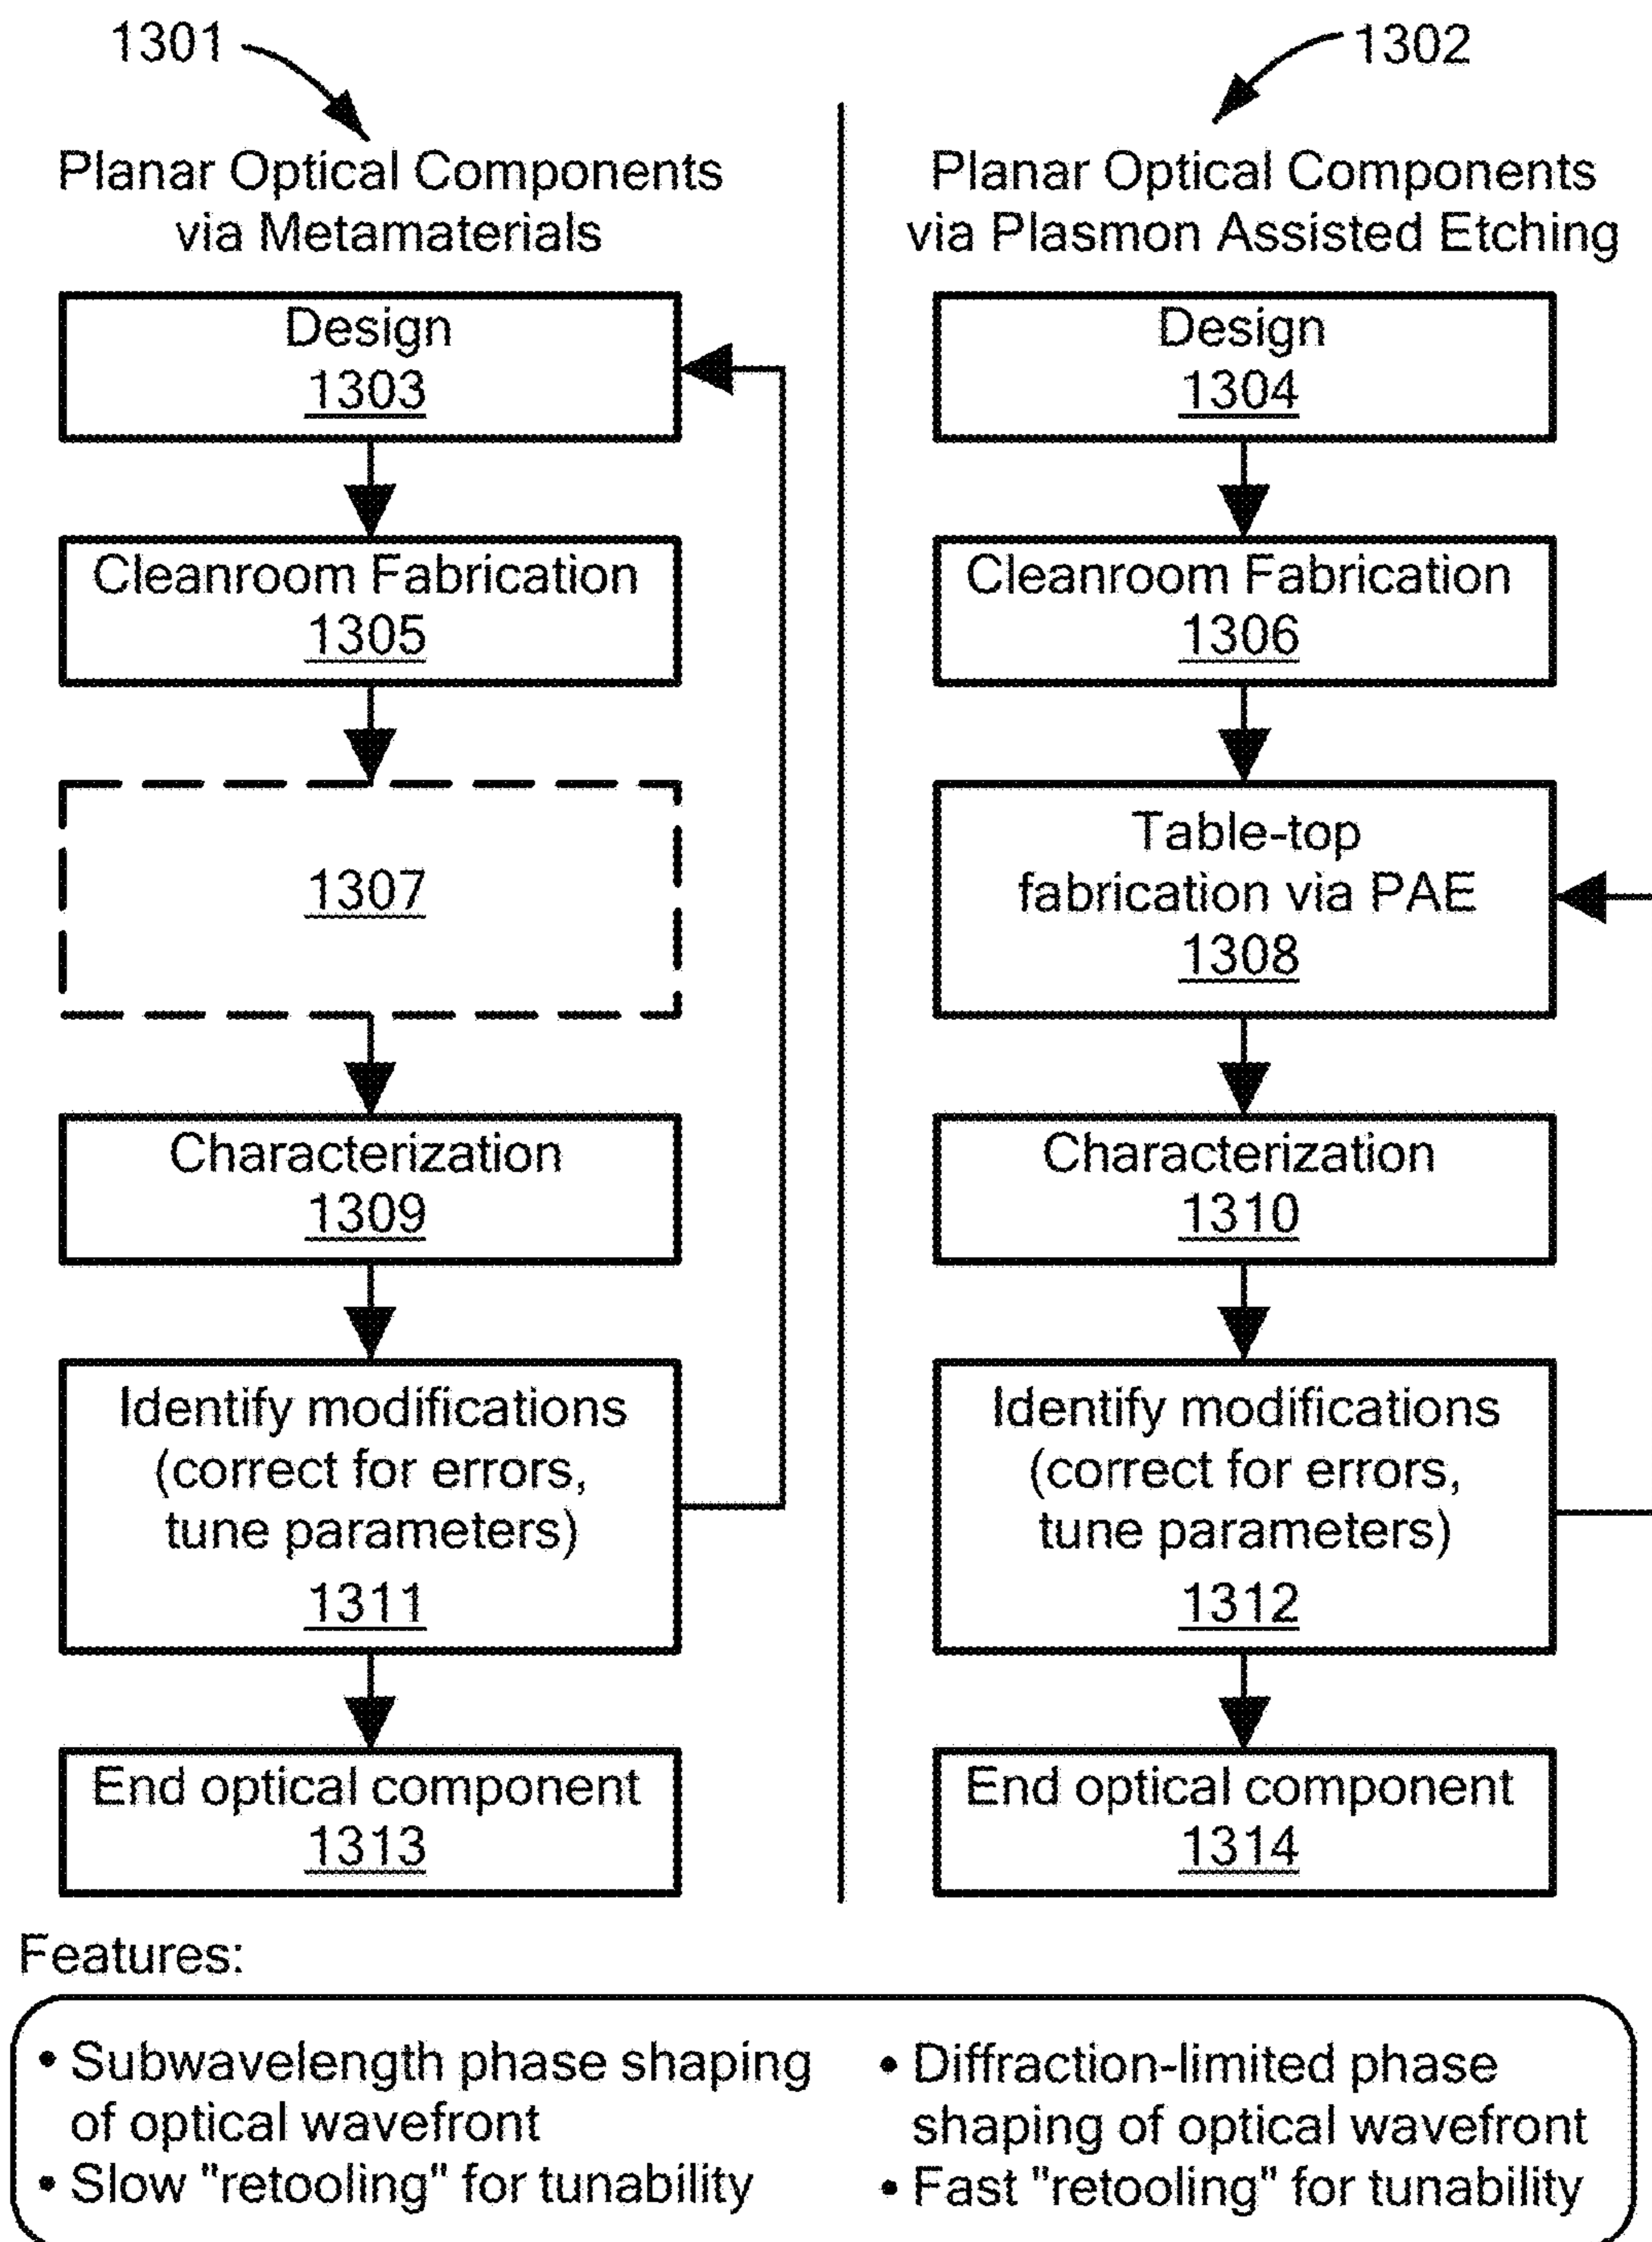 1301
1302
Planar Optical Components
via Metamaterials
Design
1303
Cleanroom Fabrication
1305
1307
Characterization
1309
Identify modifications
(correct for errors,
tune parameters)
1311
End optical component
1313
Planar Optical Components
via Plasmon Assisted Etching
Design
1304
Cleanroom Fabrication
1306
Table-top
fabrication via PAE
1308
Characterization
1310
Identify modifications
(correct for errors,
tune parameters)
1312
End optical component
1314
Features:
• Subwavelength phase shaping
of optical wavefront
• Slow "retooling" for tunability
• Diffraction-limited phase
shaping of optical wavefront
• Fast "retooling" for tunability